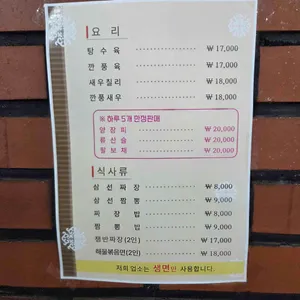 요 리
탕 수 육 ₩ 17,000
깐 풍 육 ₩ 17,000
새우칠리 ₩ 18,000
깐풍새우 ₩ 18,000
※ 하루 5개 한정판매
양 장 피 ₩ 20,000
류 산 슬 ₩ 20,000
팔 보 채 ₩ 20,000
식 사 류
삼 선 짜 장 ₩ 8,000
삼 선 짬 뽕 ₩ 9,000
짜 장 밥 ₩ 8,000
짬 뽕 밥 ₩ 9,000
쟁반짜장(2인) ₩ 17,000
해물볶음면(2인) ₩ 18,000
저희 업소는 생면만 사용합니다.